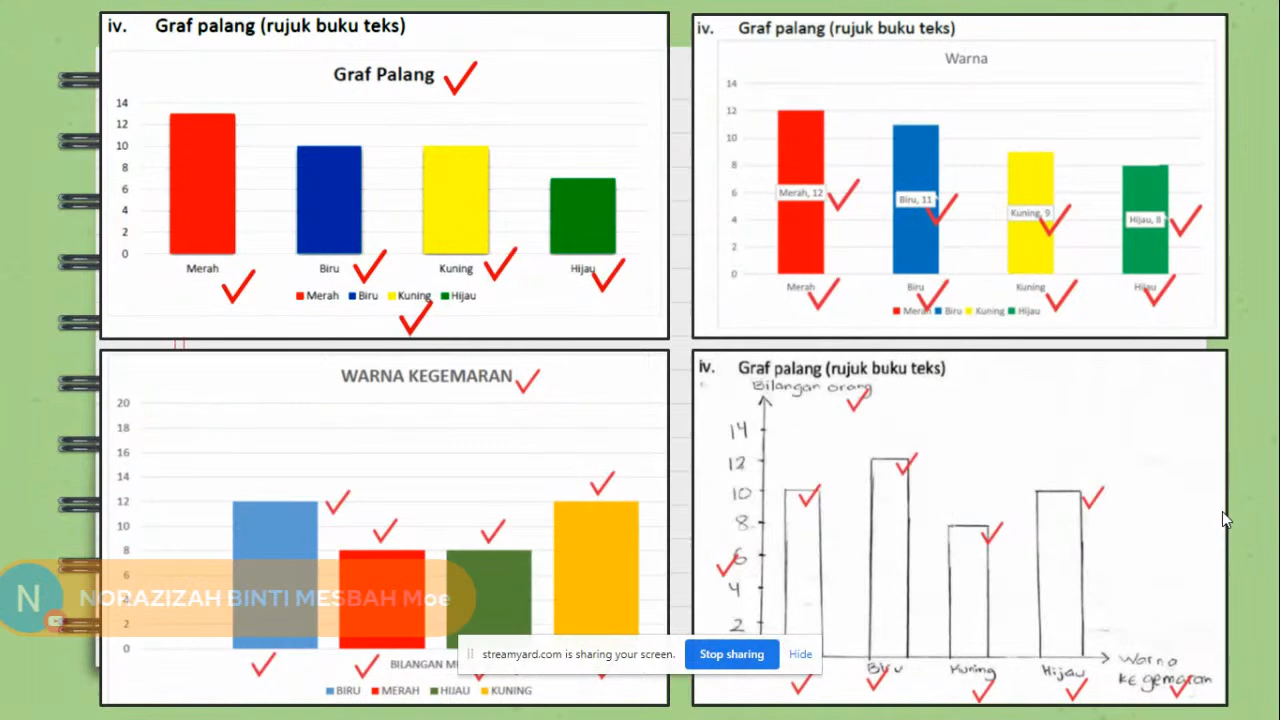 iv. Graf palang (rujuk buku teks)
Graf Palang
14
12
10
8
6
4
2
0
Merah Biru Kuning Hijau
Merah Biru Kuning Hijau
iv. Graf palang (rujuk buku teks)
Warna
14
12
10
8
6
4
2
0
Merah, 12
Biru, 11
Kuning, 9
Hijau, 8
Merah Biru Kuning Hijau
Merah Biru Kuning Hijau
WARNA KEGEMARAN
20
18
16
14
12
10
8
6
4
2
0
BILANGAN
BIRU MERAH HIJAU KUNING
iv. Graf palang (rujuk buku teks)
Bilangan orang
14
12
10
8
6
4
2
Biru Kuning Hijau
Warna
kegemaran
N
NORAZIZAH BINTI MESBAH Moe
streamyard.com is sharing your screen. Stop sharing Hide